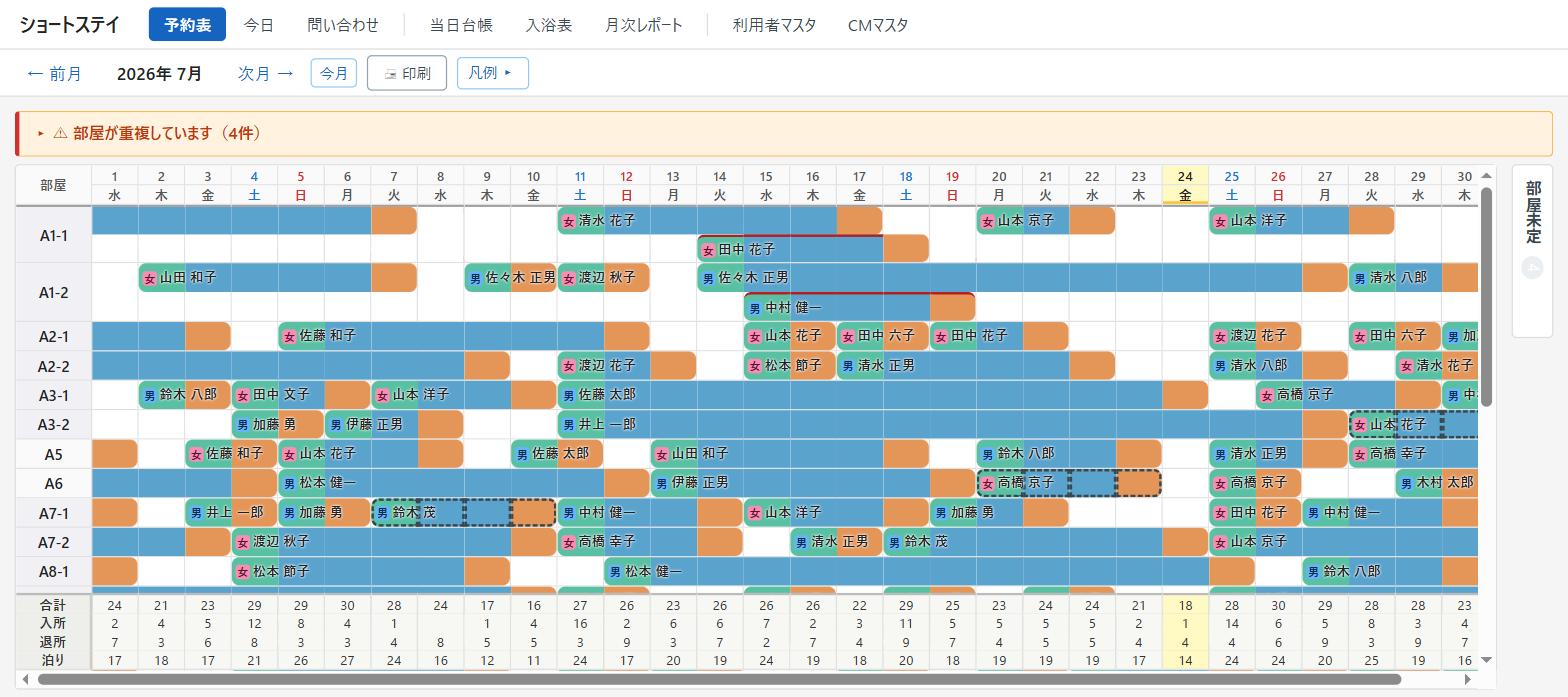 ショートステイ 予約表 今日 問い合わせ 当日台帳 入浴表 月次レポート 利用者マスタ CMマスタ
← 前月 2026年 7月 次月 → 今月 印刷 凡例 ▸
▸ ⚠ 部屋が重複しています（4件）
部屋 1 2 3 4 5 6 7 8 9 10 11 12 13 14 15 16 17 18 19 20 21 22 23 24 25 26 27 28 29 30
水 木 金 土 日 月 火 水 木 金 土 日 月 火 水 木 金 土 日 月 火 水 木 金 土 日 月 火 水 木
部屋未定
A1-1 女 清水 花子 女 山本 京子 女 山本 洋子
女 田中 花子
A1-2 女 山田 和子 男 佐々木 正男 女 渡辺 秋子 男 佐々木 正男 男 清水 八郎
男 中村 健一
A2-1 女 佐藤 和子 女 山本 花子 女 田中 六子 女 田中 花子 女 渡辺 花子 女 田中 六子 男 加
A2-2 女 渡辺 花子 女 松本 節子 男 清水 正男 男 清水 八郎 女 清水 花子
A3-1 男 鈴木 八郎 女 田中 文子 女 山本 洋子 男 佐藤 太郎 女 高橋 京子 男 中
A3-2 男 加藤 勇 男 伊藤 正男 男 井上 一郎 女 山本 花子
A5 女 佐藤 和子 女 山本 花子 男 佐藤 太郎 女 山田 和子 男 鈴木 八郎 男 清水 正男 女 高橋 幸子
A6 男 松本 健一 男 伊藤 正男 女 高橋 京子 女 高橋 京子 男 木村 太郎
A7-1 男 井上 一郎 男 加藤 勇 男 鈴木 茂 男 中村 健一 女 山本 洋子 男 加藤 勇 女 田中 花子 男 中村 健一
A7-2 女 渡辺 秋子 女 高橋 幸子 男 清水 正男 男 鈴木 茂 女 山本 京子
A8-1 女 松本 節子 男 松本 健一 男 鈴木 八郎
合計 24 21 23 29 29 30 28 24 17 16 27 26 23 26 26 26 22 29 25 23 24 24 21 18 28 30 29 28 28 23
入所 2 4 5 12 8 4 1 1 4 16 2 3 6 6 2 3 11 5 5 5 5 2 1 14 6 5 8 3 4
退所 7 3 6 8 3 3 4 8 5 5 3 9 3 7 2 7 4 9 7 4 5 5 4 4 4 6 9 3 9 7
泊り 17 18 17 21 26 27 24 16 12 11 24 17 20 19 24 19 18 20 18 19 19 19 17 14 24 24 20 25 19 16